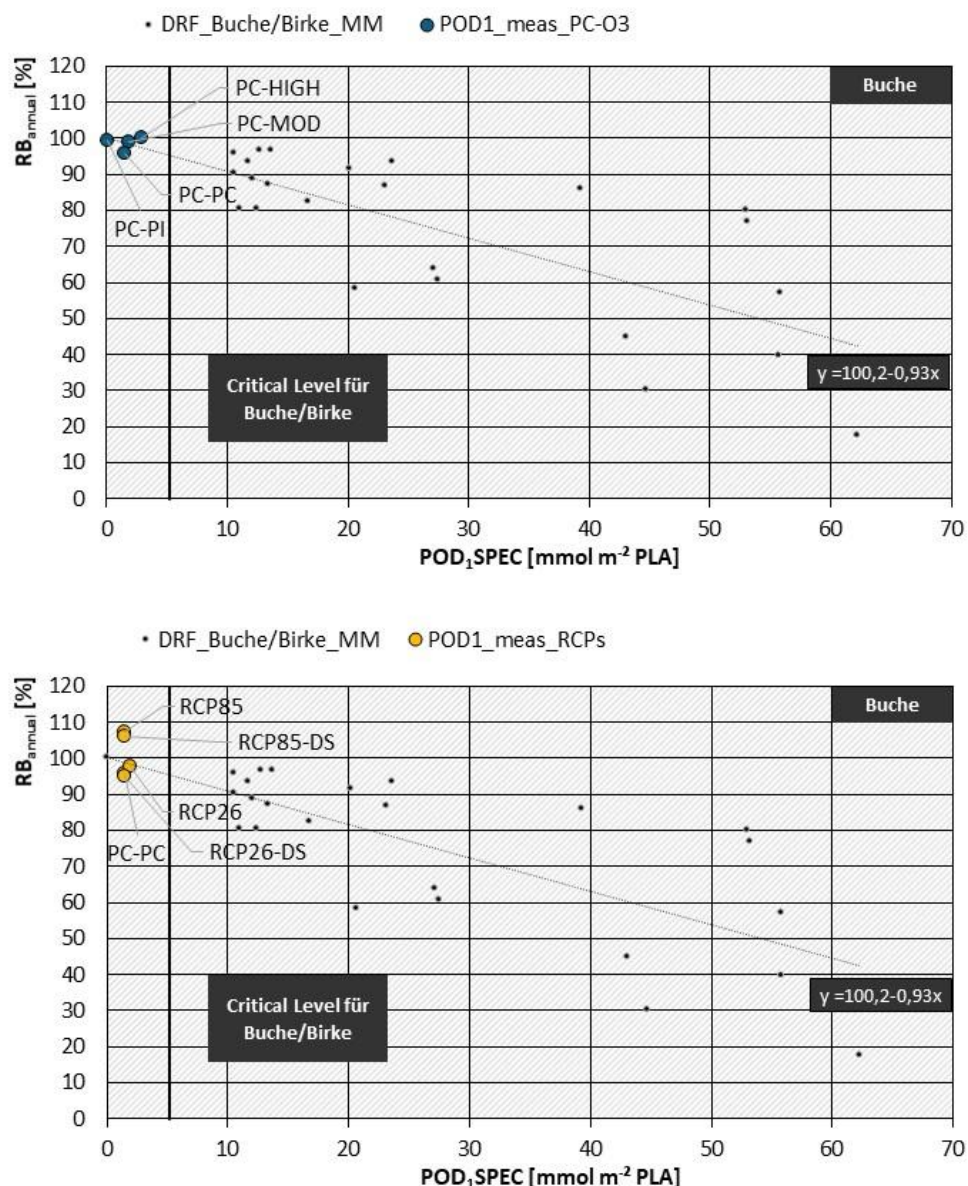 DRF_Buche/Birke_MM POD1_meas_PC-O3
120
110
100
90
80
70
60
50
40
30
20
10
0
RBannual [%]
PC-HIGH
PC-MOD
PC-PC
PC-PI
Buche
Critical Level für
Buche/Birke
y =100,2-0,93x
0 10 20 30 40 50 60 70
POD₁SPEC [mmol m⁻² PLA]
DRF_Buche/Birke_MM POD1_meas_RCPs
120
110
100
90
80
70
60
50
40
30
20
10
0
RBannual [%]
RCP85
RCP85-DS
RCP26
PC-PC
RCP26-DS
Buche
Critical Level für
Buche/Birke
y =100,2-0,93x
0 10 20 30 40 50 60 70
POD₁SPEC [mmol m⁻² PLA]